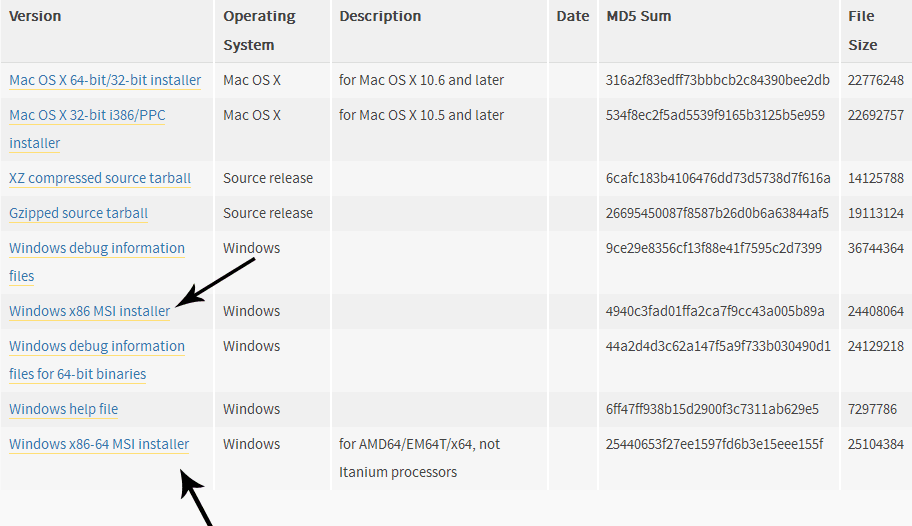 Version Operating System Description Date MD5 Sum File Size
Mac OS X 64-bit/32-bit installer Mac OS X for Mac OS X 10.6 and later 316a2f83edff73bbbcb2c84390bee2db 22776248
Mac OS X 32-bit i386/PPC installer Mac OS X for Mac OS X 10.5 and later 534f8ec2f5ad5539f9165b3125b5e959 22692757
XZ compressed source tarball Source release 6cafc183b4106476dd73d5738d7f616a 14125788
Gzipped source tarball Source release 26695450087f8587b26d0b6a63844af5 19113124
Windows debug information files Windows 9ce29e8356cf13f88e41f7595c2d7399 36744364
Windows x86 MSI installer Windows 4940c3fad01ffa2ca7f9cc43a005b89a 24408064
Windows debug information files for 64-bit binaries Windows 44a2d4d3c62a147f5a9f733b030490d1 24129218
Windows help file Windows 6ff47ff938b15d2900f3c7311ab629e5 7297786
Windows x86-64 MSI installer Windows for AMD64/EM64T/x64, not Itanium processors 25440653f27ee1597fd6b3e15eee155f 25104384